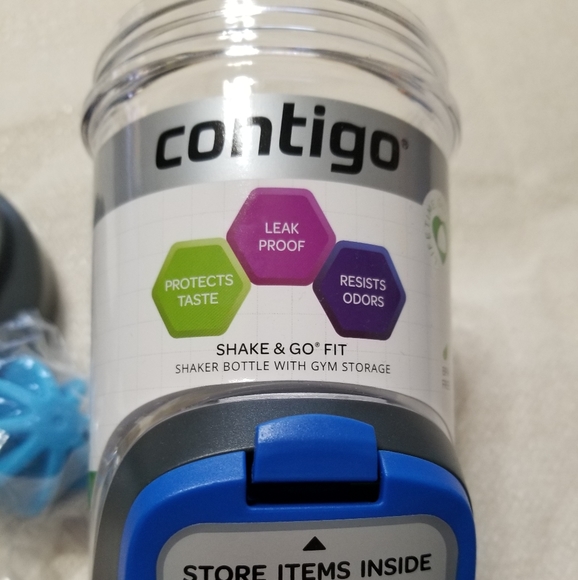 contigo®
LEAK
PROOF
PROTECTS
TASTE
RESISTS
ODORS
SHAKE & GO® FIT
SHAKER BOTTLE WITH GYM STORAGE
STORE ITEMS INSIDE